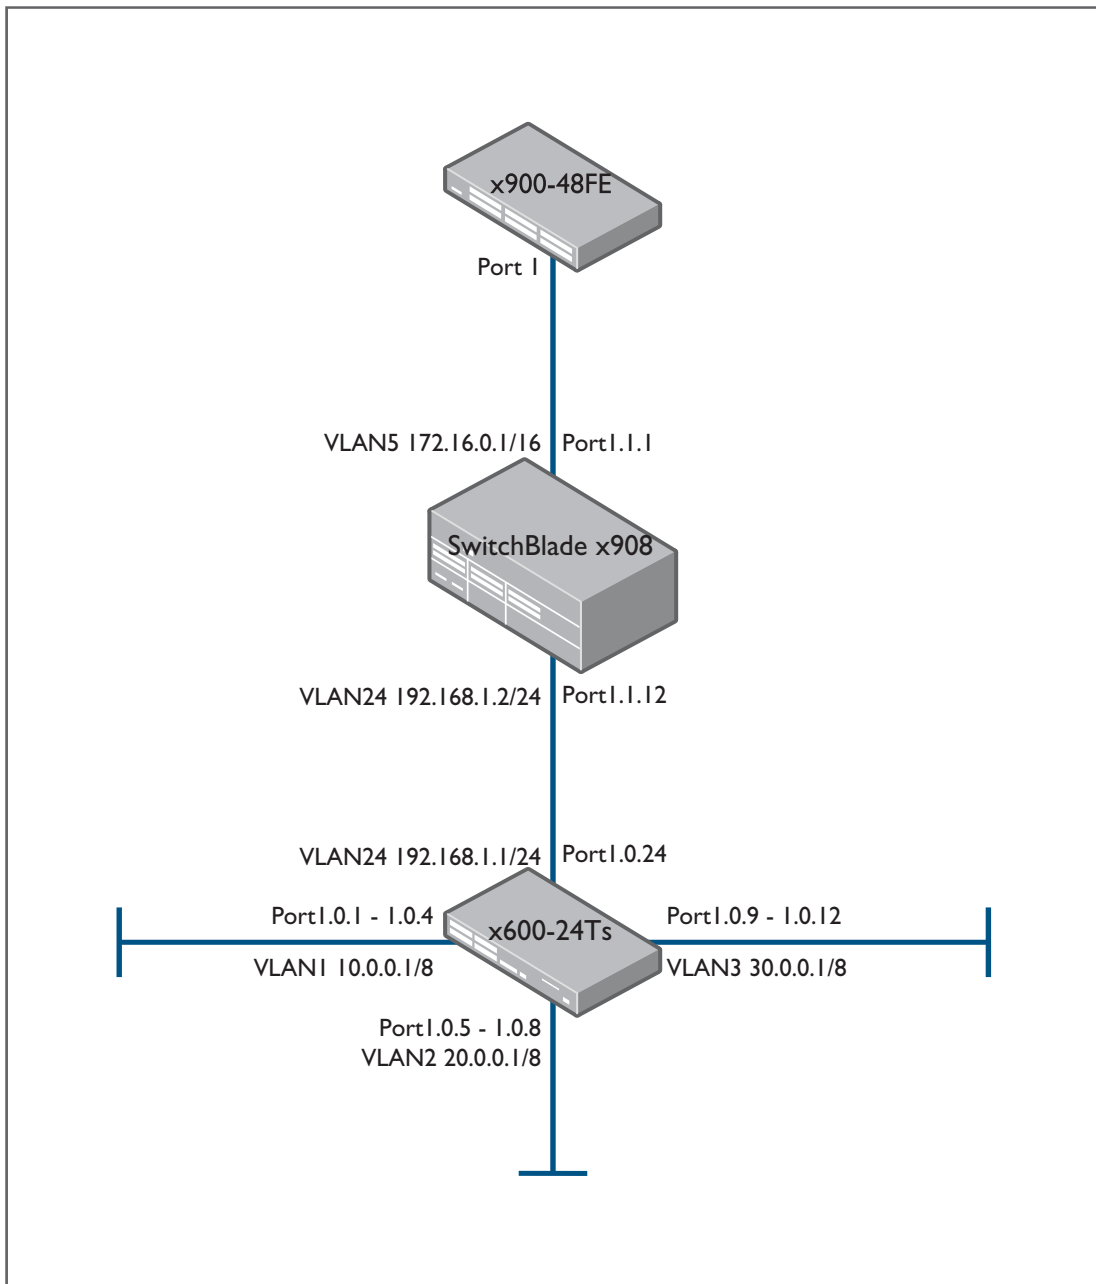 x900-48FE
Port 1
VLAN5 172.16.0.1/16
Port1.1.1
SwitchBlade x908
VLAN24 192.168.1.2/24
Port1.1.12
VLAN24 192.168.1.1/24
Port1.0.24
Port1.0.1 - 1.0.4
x600-24Ts
Port1.0.9 - 1.0.12
VLAN1 10.0.0.1/8
VLAN3 30.0.0.1/8
Port1.0.5 - 1.0.8
VLAN2 20.0.0.1/8